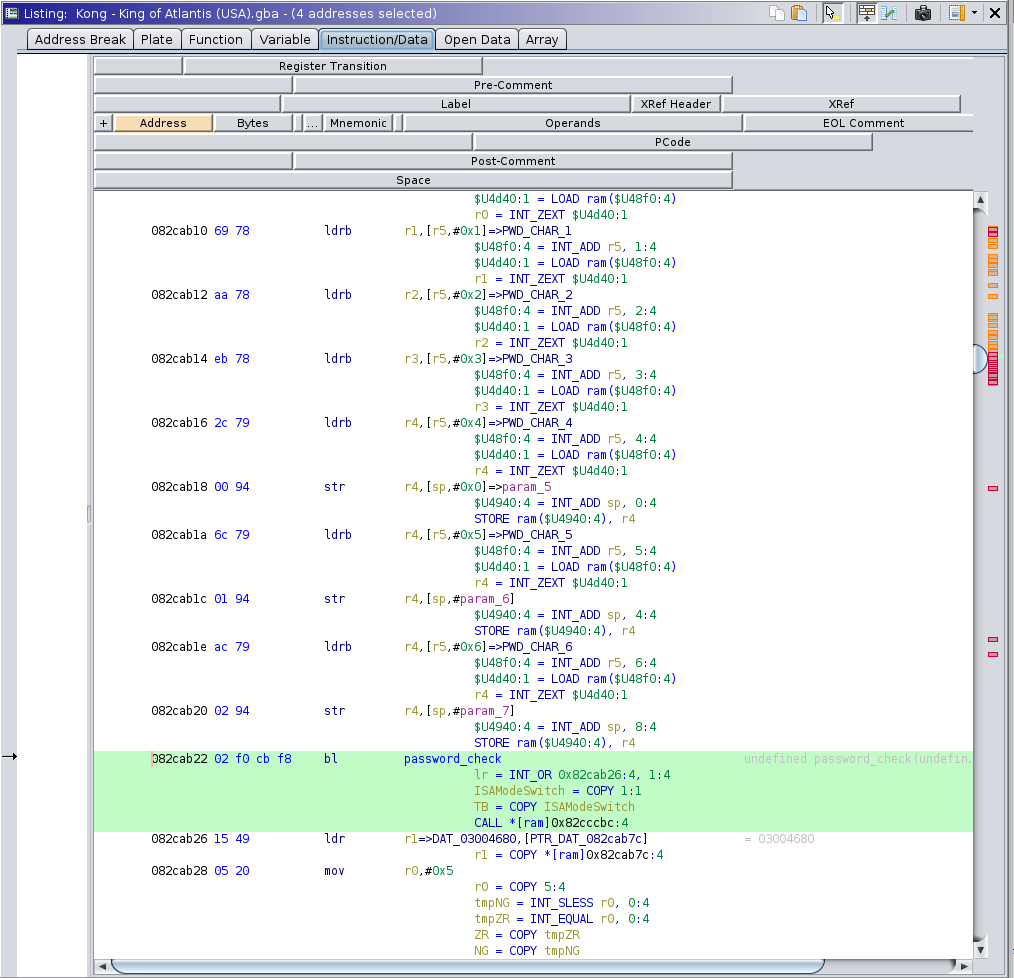 Listing: Kong - King of Atlantis (USA).gba - (4 addresses selected)
Address Break Plate Function Variable Instruction/Data Open Data Array
Register Transition
Pre-Comment
Label XRef Header XRef
+ Address Bytes ... Mnemonic Operands EOL Comment
PCode
Post-Comment
Space
$U4d40:1 = LOAD ram($U48f0:4)
r0 = INT_ZEXT $U4d40:1
082cab10 69 78 ldrb r1,[r5,#0x1]=>PWD_CHAR_1
$U48f0:4 = INT_ADD r5, 1:4
$U4d40:1 = LOAD ram($U48f0:4)
r1 = INT_ZEXT $U4d40:1
082cab12 aa 78 ldrb r2,[r5,#0x2]=>PWD_CHAR_2
$U48f0:4 = INT_ADD r5, 2:4
$U4d40:1 = LOAD ram($U48f0:4)
r2 = INT_ZEXT $U4d40:1
082cab14 eb 78 ldrb r3,[r5,#0x3]=>PWD_CHAR_3
$U48f0:4 = INT_ADD r5, 3:4
$U4d40:1 = LOAD ram($U48f0:4)
r3 = INT_ZEXT $U4d40:1
082cab16 2c 79 ldrb r4,[r5,#0x4]=>PWD_CHAR_4
$U48f0:4 = INT_ADD r5, 4:4
$U4d40:1 = LOAD ram($U48f0:4)
r4 = INT_ZEXT $U4d40:1
082cab18 00 94 str r4,[sp,#0x0]=>param_5
$U4940:4 = INT_ADD sp, 0:4
STORE ram($U4940:4), r4
082cab1a 6c 79 ldrb r4,[r5,#0x5]=>PWD_CHAR_5
$U48f0:4 = INT_ADD r5, 5:4
$U4d40:1 = LOAD ram($U48f0:4)
r4 = INT_ZEXT $U4d40:1
082cab1c 01 94 str r4,[sp,#param_6]
$U4940:4 = INT_ADD sp, 4:4
STORE ram($U4940:4), r4
082cab1e ac 79 ldrb r4,[r5,#0x6]=>PWD_CHAR_6
$U48f0:4 = INT_ADD r5, 6:4
$U4d40:1 = LOAD ram($U48f0:4)
r4 = INT_ZEXT $U4d40:1
082cab20 02 94 str r4,[sp,#param_7]
$U4940:4 = INT_ADD sp, 8:4
STORE ram($U4940:4), r4
082cab22 02 f0 cb f8 bl password_check undefined password_check(undefin.
lr = INT_OR 0x82cab26:4, 1:4
ISAModeSwitch = COPY 1:1
TB = COPY ISAModeSwitch
CALL *[ram]0x82cccbc:4
082cab26 15 49 ldr r1=>DAT_03004680,[PTR_DAT_082cab7c] = 03004680
r1 = COPY *[ram]0x82cab7c:4
082cab28 05 20 mov r0,#0x5
r0 = COPY 5:4
tmpNG = INT_SLESS r0, 0:4
tmpZR = INT_EQUAL r0, 0:4
ZR = COPY tmpZR
NG = COPY tmpNG